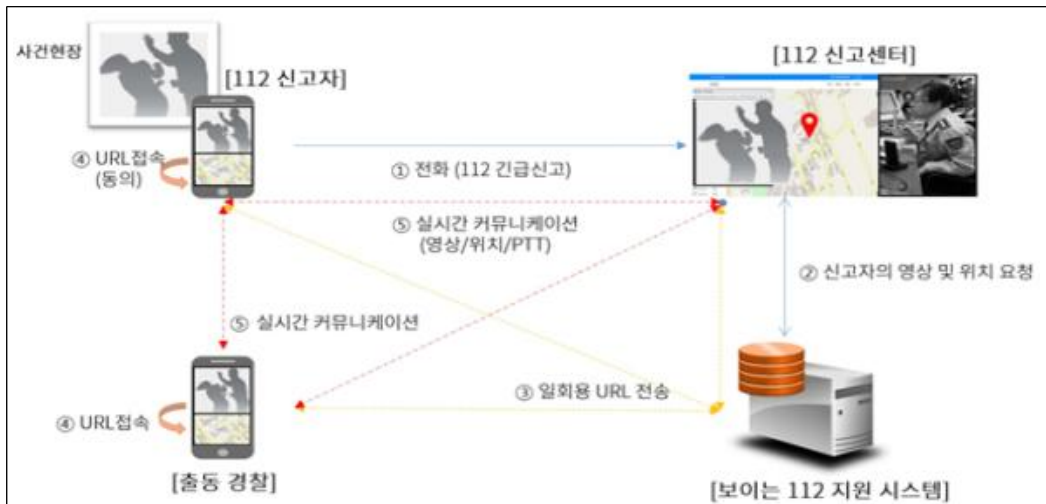 사건현장
[112 신고자]
[112 신고센터]
④ URL접속
(동의)
① 전화 (112 긴급신고)
⑤ 실시간 커뮤니케이션
(영상/위치/PTT)
② 신고자의 영상 및 위치 요청
⑤ 실시간 커뮤니케이션
③ 일회용 URL 전송
④ URL접속
[출동 경찰]
[보이는 112 지원 시스템]